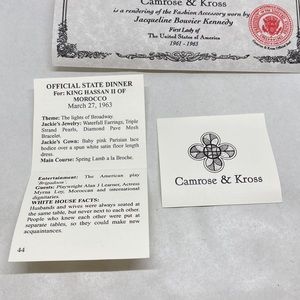 Camrose & Kross
is a rendering of the Fashion Accessory worn by
Jacqueline Bouvier Kennedy
First Lady of
The United States of America
1961 - 1963
OFFICIAL STATE DINNER
For: KING HASSAN II OF
MOROCCO
March 27, 1963
Theme: The lights of Broadway.
Jackie's Jewelry: Waterfall Earrings, Triple
Strand Pearls, Diamond Pave Mesh
Bracelet.
Jackie's Gown: Baby pink Parisian lace
bodice over a spun white satin floor length
dress.
Main Course: Spring Lamb a la Broche.
Entertainment: The American play
"Brigadoon"
Guests: Playwright Alan J Learner, Actress
Myrna Loy, Moroccan and international
dignitaries.
WHITE HOUSE FACTS:
Husbands and wives were always seated at
the same table, but never next to each other.
People who knew each other were put at
separate tables, so they could make new
acquaintances.
44
Camrose & Kross